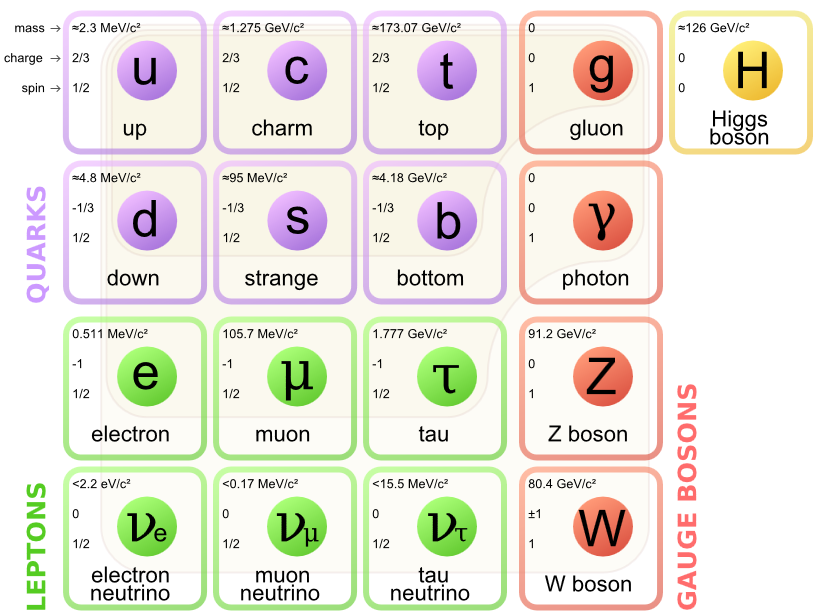 mass → ≈2.3 MeV/c²
charge → 2/3
spin → 1/2
u
up
≈1.275 GeV/c²
2/3
1/2
c
charm
≈173.07 GeV/c²
2/3
1/2
t
top
0
0
1
g
gluon
≈126 GeV/c²
0
0
H
Higgs
boson
QUARKS
≈4.8 MeV/c²
-1/3
1/2
d
down
≈95 MeV/c²
-1/3
1/2
s
strange
≈4.18 GeV/c²
-1/3
1/2
b
bottom
0
0
1
γ
photon
LEPTONS
0.511 MeV/c²
-1
1/2
e
electron
105.7 MeV/c²
-1
1/2
μ
muon
1.777 GeV/c²
-1
1/2
τ
tau
91.2 GeV/c²
0
1
Z
Z boson
GAUGE BOSONS
<2.2 eV/c²
0
1/2
νe
electron
neutrino
<0.17 MeV/c²
0
1/2
νμ
muon
neutrino
<15.5 MeV/c²
0
1/2
ντ
tau
neutrino
80.4 GeV/c²
±1
1
W
W boson